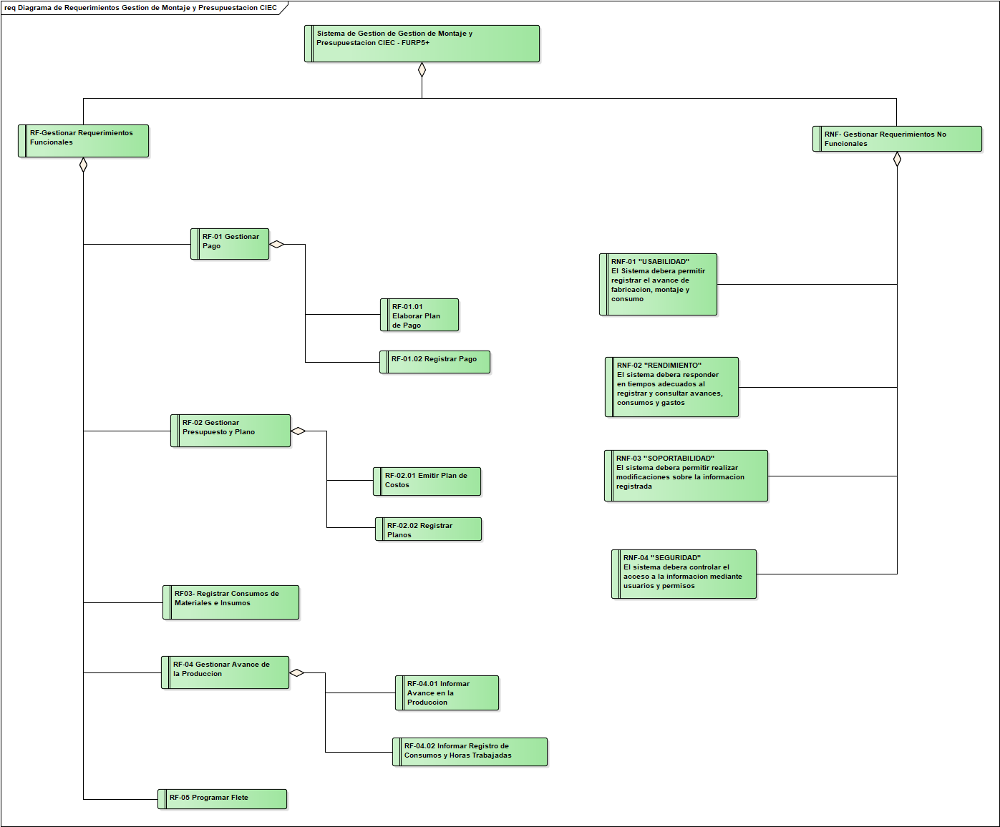 req Diagrama de Requerimientos Gestion de Montaje y Presupuestacion CIEC
Sistema de Gestion de Gestion de Montaje y
Presupuestacion CIEC - FURP5+
RF-Gestionar Requerimientos
Funcionales
RNF- Gestionar Requerimientos No
Funcionales
RF-01 Gestionar
Pago
RF-01.01
Elaborar Plan
de Pago
RF-01.02 Registrar Pago
RF-02 Gestionar
Presupuesto y Plano
RF-02.01 Emitir Plan de
Costos
RF-02.02 Registrar
Planos
RF03- Registrar Consumos de
Materiales e Insumos
RF-04 Gestionar Avance de
la Produccion
RF-04.01 Informar
Avance en la
Produccion
RF-04.02 Informar Registro de
Consumos y Horas Trabajadas
RF-05 Programar Flete
RNF-01 "USABILIDAD"
El Sistema debera permitir
registrar el avance de
fabricacion, montaje y
consumo
RNF-02 "RENDIMIENTO"
El sistema debera responder
en tiempos adecuados al
registrar y consultar avances,
consumos y gastos
RNF-03 "SOPORTABILIDAD"
El sistema debera permitir realizar
modificaciones sobre la informacion
registrada
RNF-04 "SEGURIDAD"
El sistema debera controlar el
acceso a la informacion mediante
usuarios y permisos